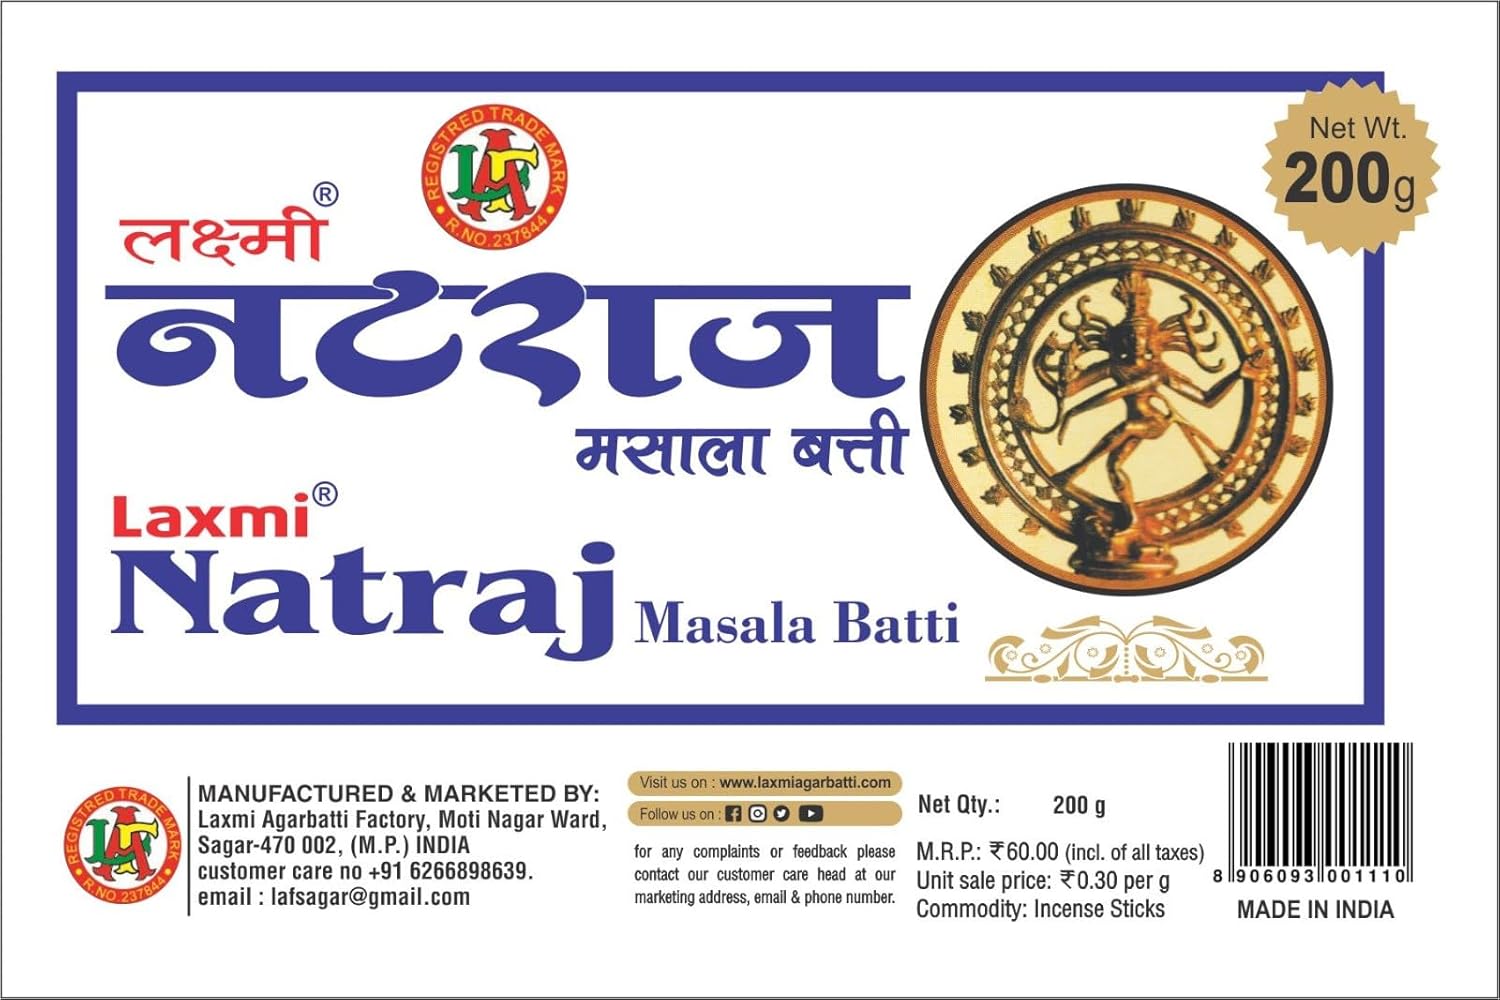 REGISTRED TRADE MARK
LAF
R.NO.237844
Net Wt.
200g
लक्ष्मी®
नटराज
मसाला बत्ती
Laxmi®
Natraj Masala Batti
REGISTRED TRADE MARK
LAF
R.NO.237844
MANUFACTURED & MARKETED BY:
Laxmi Agarbatti Factory, Moti Nagar Ward,
Sagar-470 002, (M.P.) INDIA
customer care no +91 6266898639.
email : lafsagar@gmail.com
Visit us on : www.laxmiagarbatti.com
Follow us on :
for any complaints or feedback please
contact our customer care head at our
marketing address, email & phone number.
Net Qty.: 200 g
M.R.P.: ₹60.00 (incl. of all taxes)
Unit sale price: ₹0.30 per g
Commodity: Incense Sticks
8 906093 001110
MADE IN INDIA